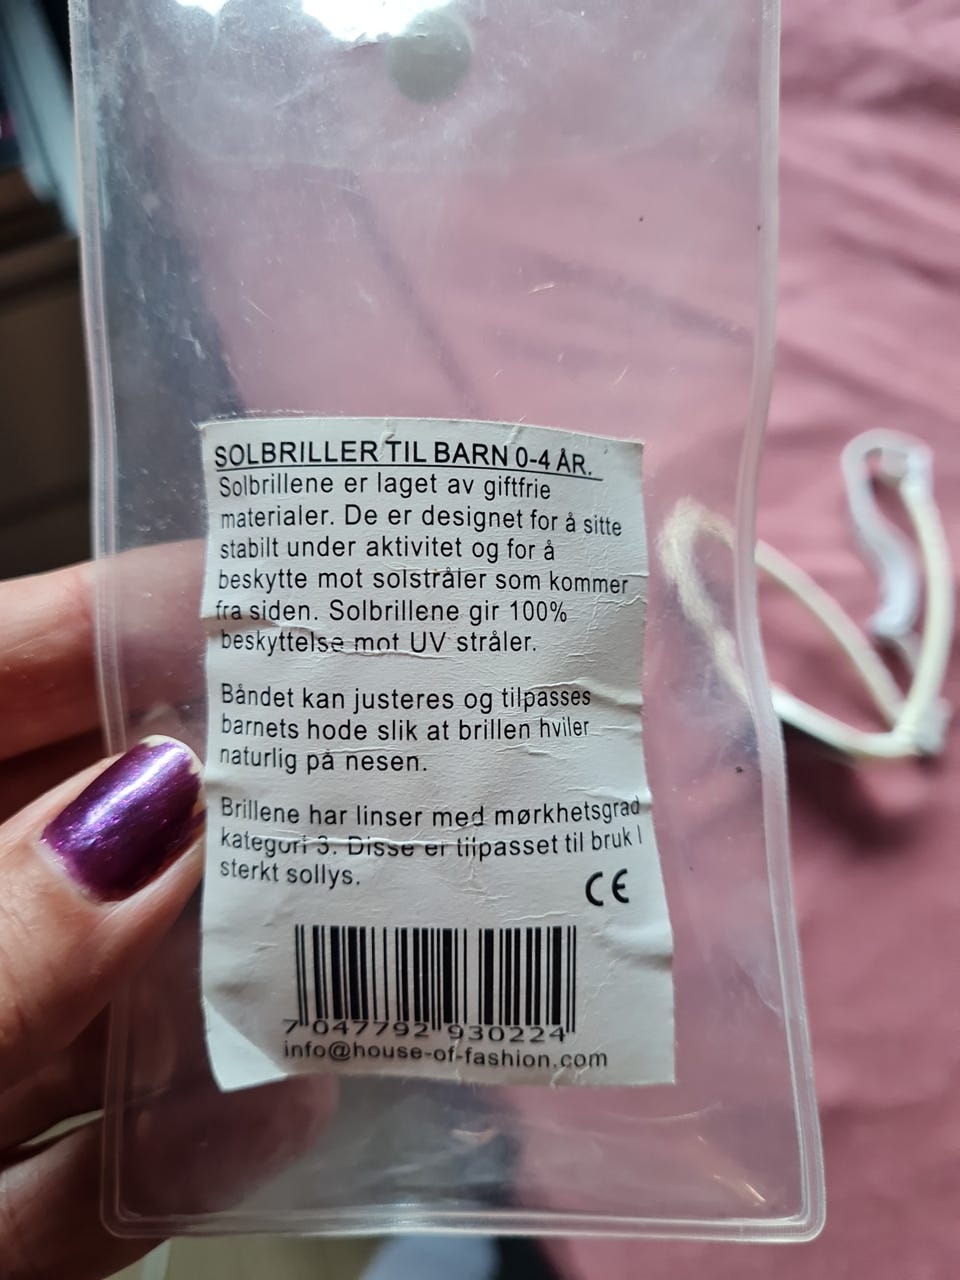 SOLBRILLER TIL BARN 0-4 ÅR.
Solbrillene er laget av giftfrie
materialer. De er designet for å sitte
stabilt under aktivitet og for å
beskytte mot solstråler som kommer
fra siden. Solbrillene gir 100%
beskyttelse mot UV stråler.
Båndet kan justeres og tilpasses
barnets hode slik at brillen hviler
naturlig på nesen.
Brillene har linser med mørkhetsgrad
kategori 3. Disse er tilpasset til bruk I
sterkt sollys.
CE
7 047792 930224
info@house-of-fashion.com